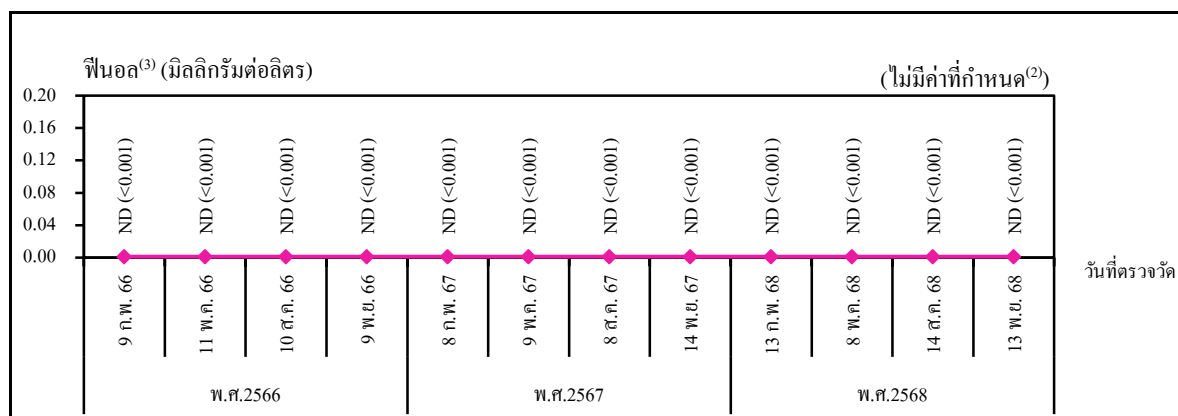 ฟีนอล(3) (มิลลิกรัมต่อลิตร)
(ไม่มีค่าที่กำหนด(2))
0.20
0.16
0.12
0.08
0.04
0.00
ND (<0.001)
ND (<0.001)
ND (<0.001)
ND (<0.001)
ND (<0.001)
ND (<0.001)
ND (<0.001)
ND (<0.001)
ND (<0.001)
ND (<0.001)
ND (<0.001)
ND (<0.001)
วันที่ตรวจวัด
9 ก.พ. 66
11 พ.ค. 66
10 ส.ค. 66
9 พ.ย. 66
8 ก.พ. 67
9 พ.ค. 67
8 ส.ค. 67
14 พ.ย. 67
13 ก.พ. 68
8 พ.ค. 68
14 ส.ค. 68
13 พ.ย. 68
พ.ศ.2566
พ.ศ.2567
พ.ศ.2568